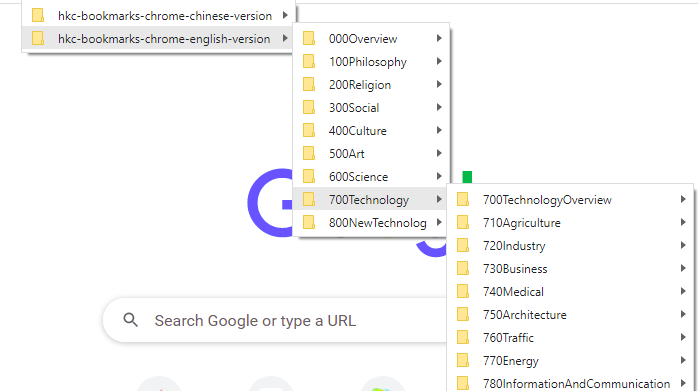 hkc-bookmarks-chrome-chinese-version
hkc-bookmarks-chrome-english-version
000Overview
100Philosophy
200Religion
300Social
400Culture
500Art
600Science
700Technology
800NewTechnolog
700TechnologyOverview
710Agriculture
720Industry
730Business
740Medical
750Architecture
760Traffic
770Energy
780InformationAndCommunication
G
Search Google or type a URL